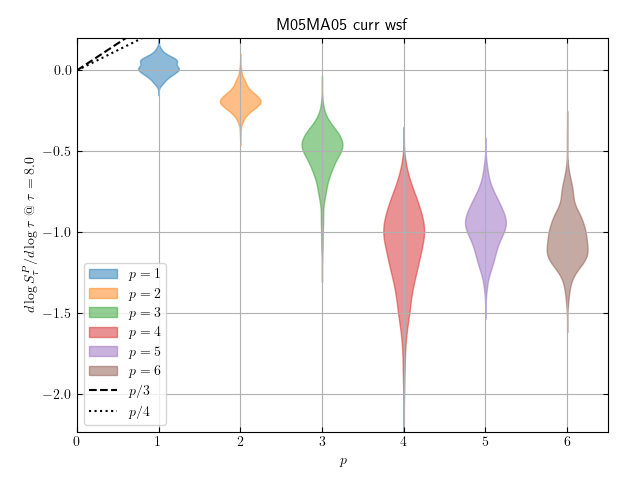 M05MA05 curr wsf
d log S_τ^P / d log τ @ τ = 8.0
0.0
−0.5
−1.0
−1.5
−2.0
p = 1
p = 2
p = 3
p = 4
p = 5
p = 6
p/3
p/4
0 1 2 3 4 5 6
p